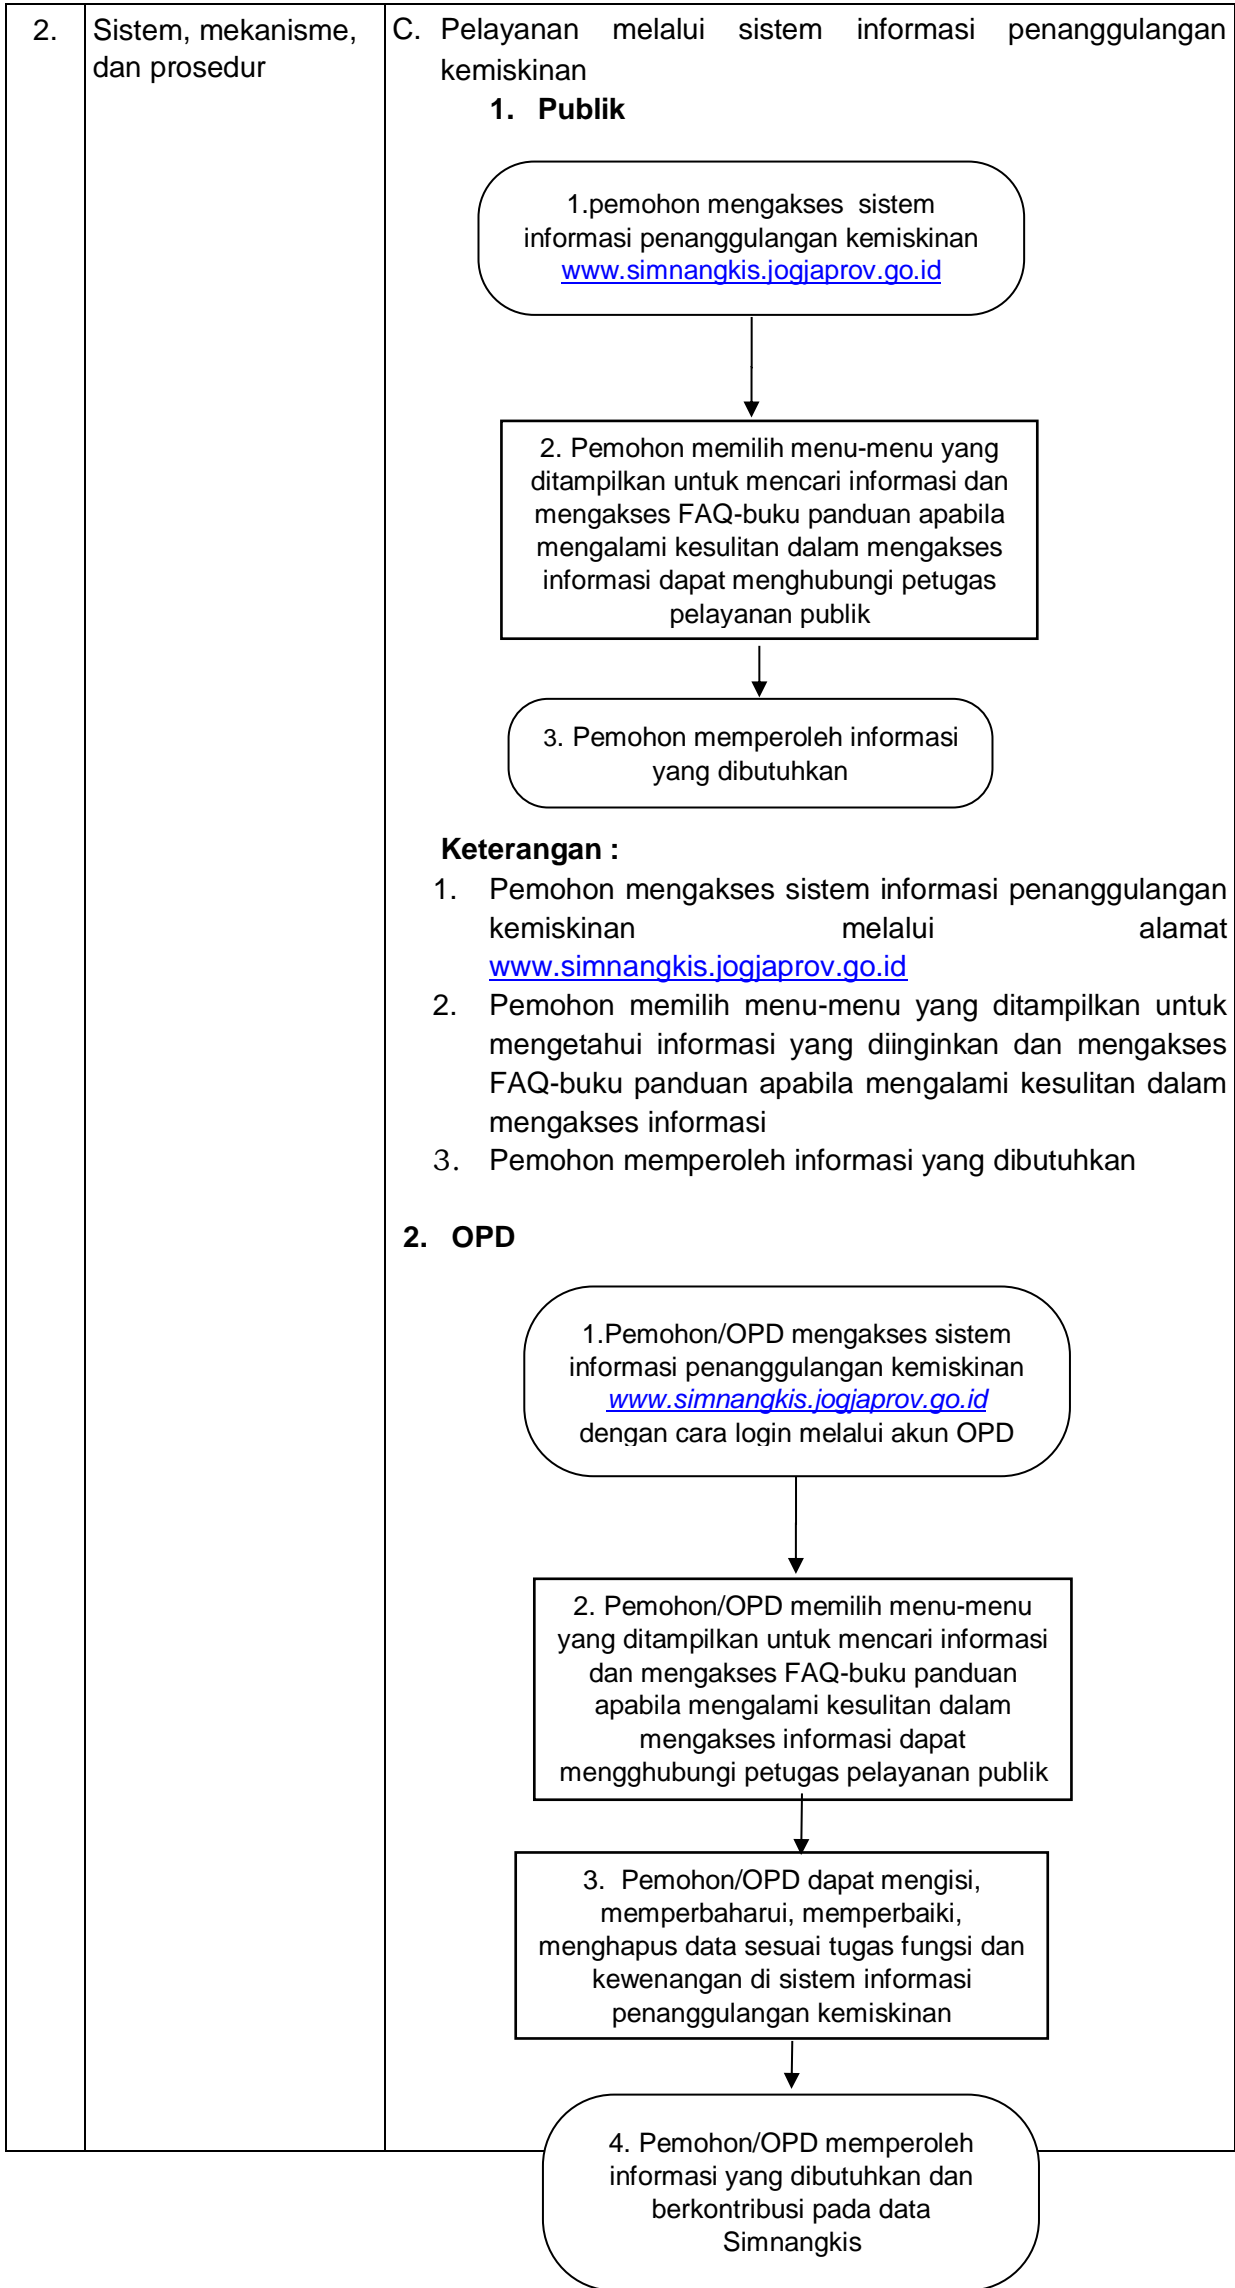 2.
Sistem, mekanisme,
dan prosedur
C. Pelayanan melalui sistem informasi penanggulangan
kemiskinan
1. Publik
1.pemohon mengakses sistem
informasi penanggulangan kemiskinan
www.simnangkis.jogjaprov.go.id
2. Pemohon memilih menu-menu yang
ditampilkan untuk mencari informasi dan
mengakses FAQ-buku panduan apabila
mengalami kesulitan dalam mengakses
informasi dapat menghubungi petugas
pelayanan publik
3. Pemohon memperoleh informasi
yang dibutuhkan
Keterangan :
1. Pemohon mengakses sistem informasi penanggulangan
kemiskinan melalui alamat
www.simnangkis.jogjaprov.go.id
2. Pemohon memilih menu-menu yang ditampilkan untuk
mengetahui informasi yang diinginkan dan mengakses
FAQ-buku panduan apabila mengalami kesulitan dalam
mengakses informasi
3. Pemohon memperoleh informasi yang dibutuhkan
2. OPD
1.Pemohon/OPD mengakses sistem
informasi penanggulangan kemiskinan
www.simnangkis.jogjaprov.go.id
dengan cara login melalui akun OPD
2. Pemohon/OPD memilih menu-menu
yang ditampilkan untuk mencari informasi
dan mengakses FAQ-buku panduan
apabila mengalami kesulitan dalam
mengakses informasi dapat
mengghubungi petugas pelayanan publik
3. Pemohon/OPD dapat mengisi,
memperbaharui, memperbaiki,
menghapus data sesuai tugas fungsi dan
kewenangan di sistem informasi
penanggulangan kemiskinan
4. Pemohon/OPD memperoleh
informasi yang dibutuhkan dan
berkontribusi pada data
Simnangkis